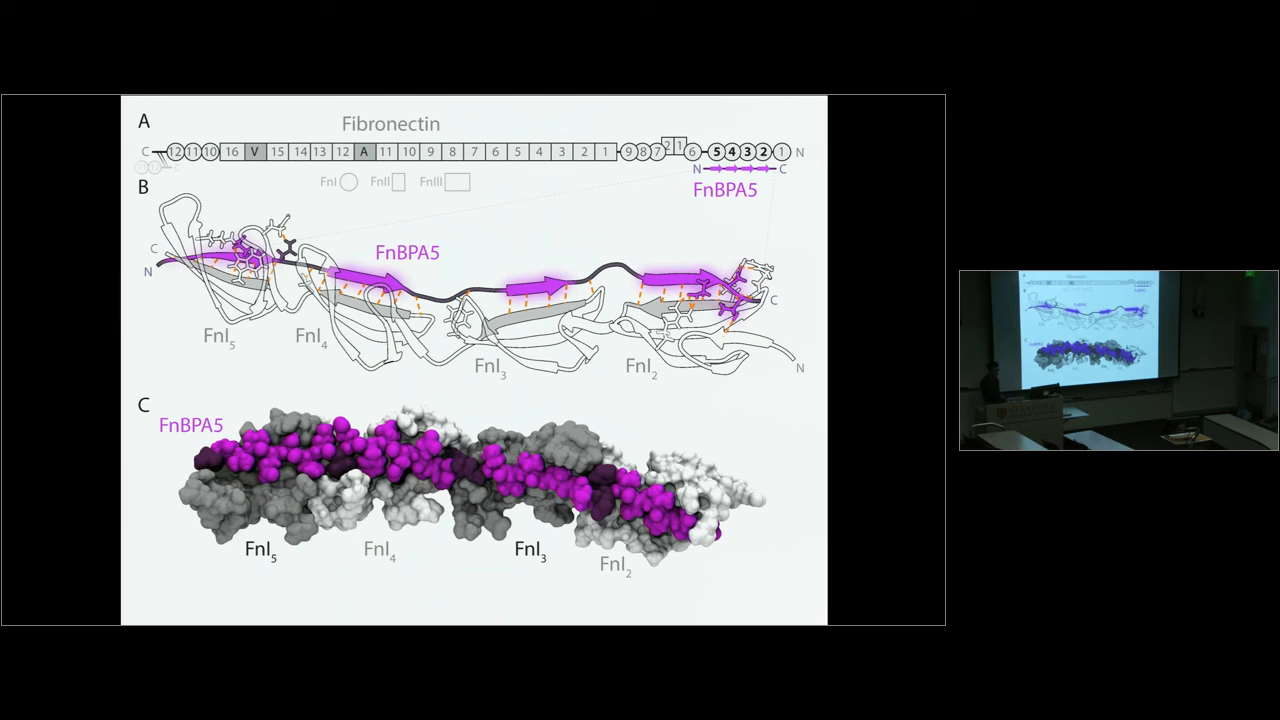 A
Fibronectin
C 12 11 10 16 V 15 14 13 12 A 11 10 9 8 7 6 5 4 3 2 1 9 8 7 2 1 6 5 4 3 2 1 N
N C
FnI FnII FnIII
FnBPA5
B
FnBPA5
C
N
C
FnI5
FnI4
FnI3
FnI2
N
C
FnBPA5
FnI5
FnI4
FnI3
FnI2